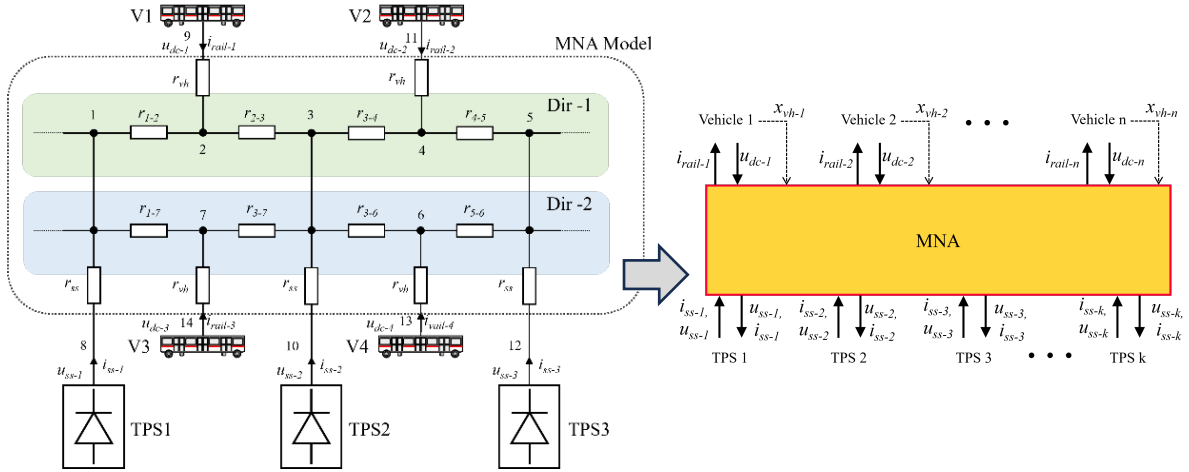 V1
V2
9
u_dc-1
i_rail-1
11
u_dc-2
i_rail-2
MNA Model
r_vh
r_vh
Dir -1
1
r_1-2
r_2-3
3
r_3-4
r_4-5
5
2
4
Dir -2
r_1-7
7
r_3-7
r_3-6
6
r_5-6
r_ss
r_vh
r_ss
r_vh
r_ss
u_dc-3
14
i_rail-3
u_dc-4
13
i_vail-4
V3
V4
8
10
12
u_ss-1
i_ss-1
u_ss-2
i_ss-2
u_ss-3
i_ss-3
TPS1
TPS2
TPS3
Vehicle 1
x_vh-1
Vehicle 2
x_vh-2
• • •
Vehicle n
x_vh-n
i_rail-1
u_dc-1
i_rail-2
u_dc-2
i_rail-n
u_dc-n
MNA
i_ss-1,
u_ss-1
u_ss-1,
i_ss-1
i_ss-2,
u_ss-2
u_ss-2,
i_ss-2
i_ss-3,
u_ss-3
u_ss-3,
i_ss-3
i_ss-k,
u_ss-k
u_ss-k,
i_ss-k
TPS 1
TPS 2
TPS 3
• • •
TPS k